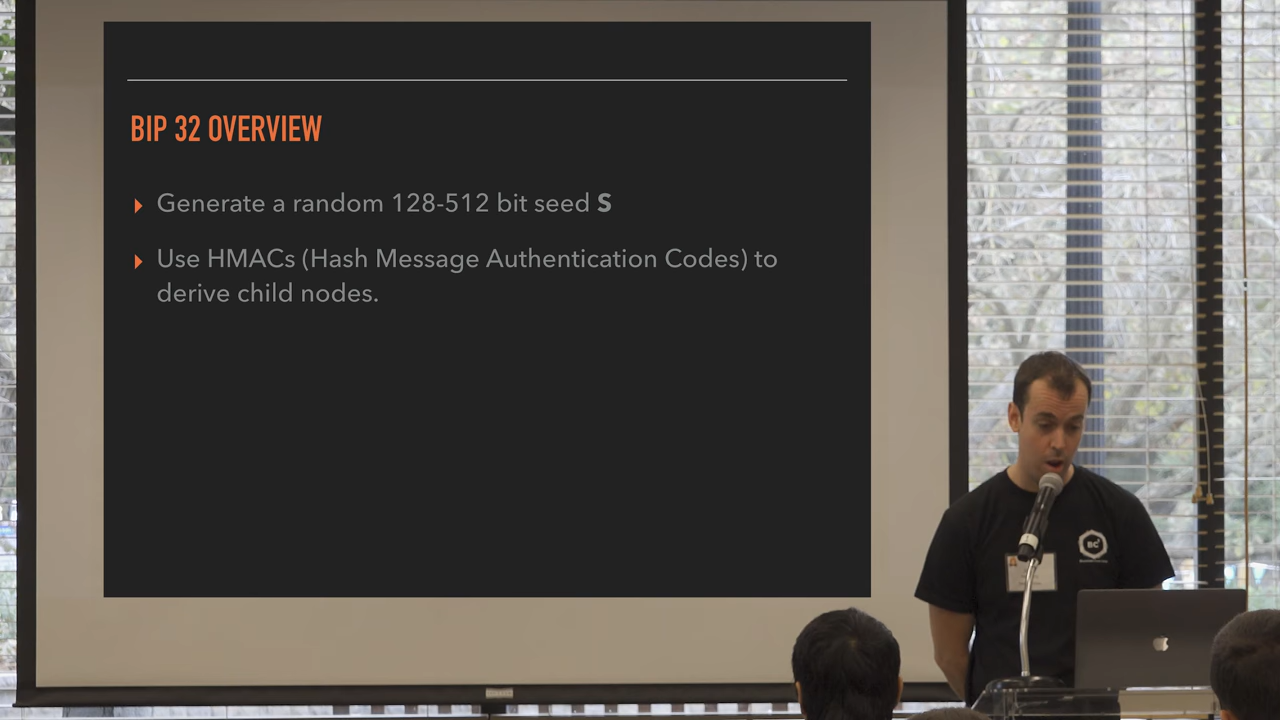 BIP 32 OVERVIEW
Generate a random 128-512 bit seed S
Use HMACs (Hash Message Authentication Codes) to
derive child nodes.
BC²